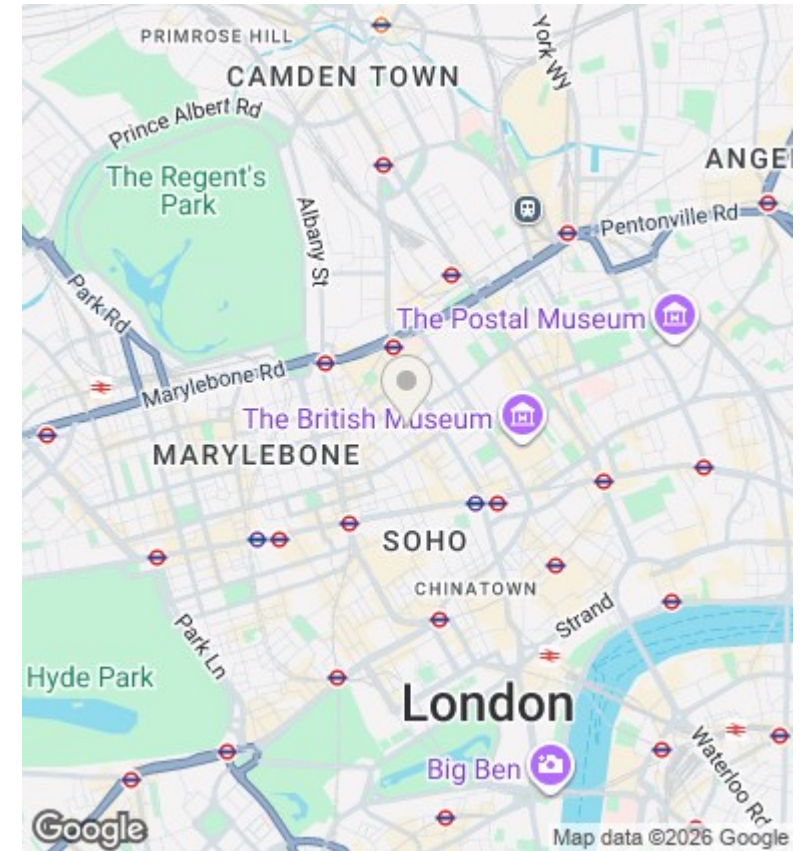 PRIMROSE HILL
York Wy
CAMDEN TOWN
Prince Albert Rd
The Regent's
Park
Albany St
ANGEL
Pentonville Rd
Park Rd
The Postal Museum
Marylebone Rd
The British Museum
MARYLEBONE
SOHO
CHINATOWN
Strand
Park Ln
Hyde Park
London
Big Ben
Waterloo Rd
Google
Map data ©2026 Google